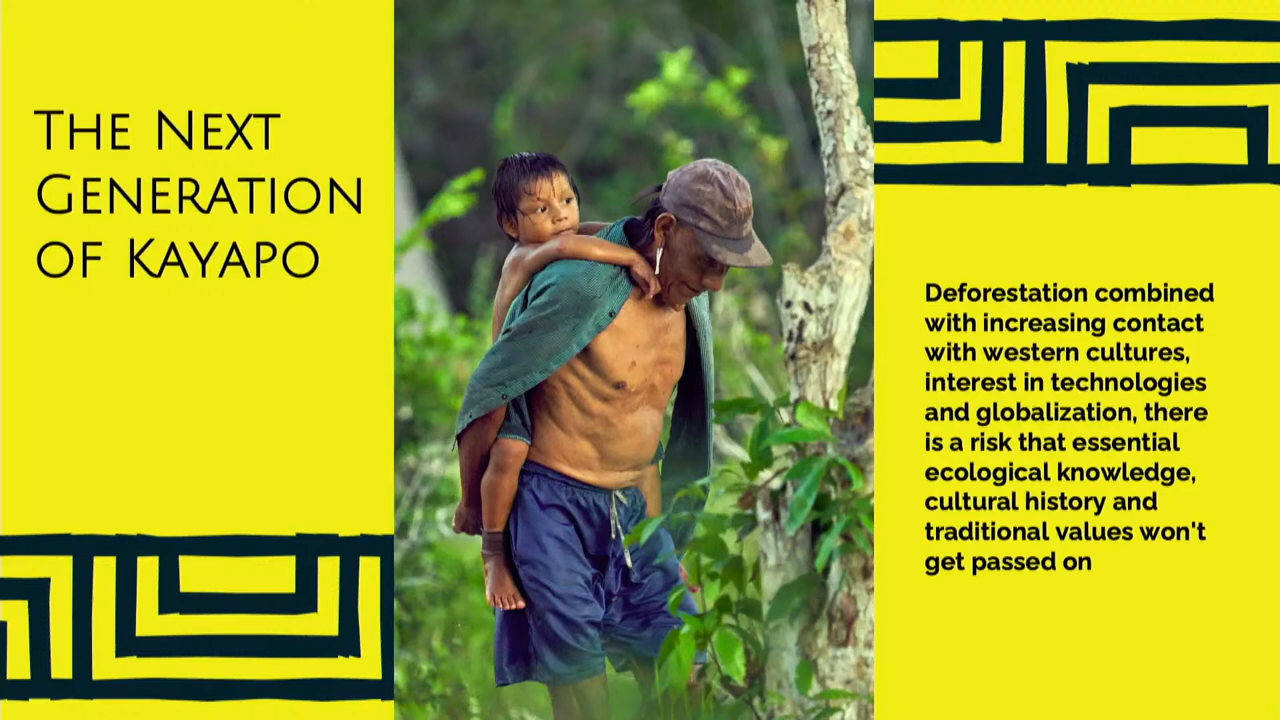 The Next
Generation
of Kayapo
Deforestation combined
with increasing contact
with western cultures,
interest in technologies
and globalization, there
is a risk that essential
ecological knowledge,
cultural history and
traditional values won't
get passed on